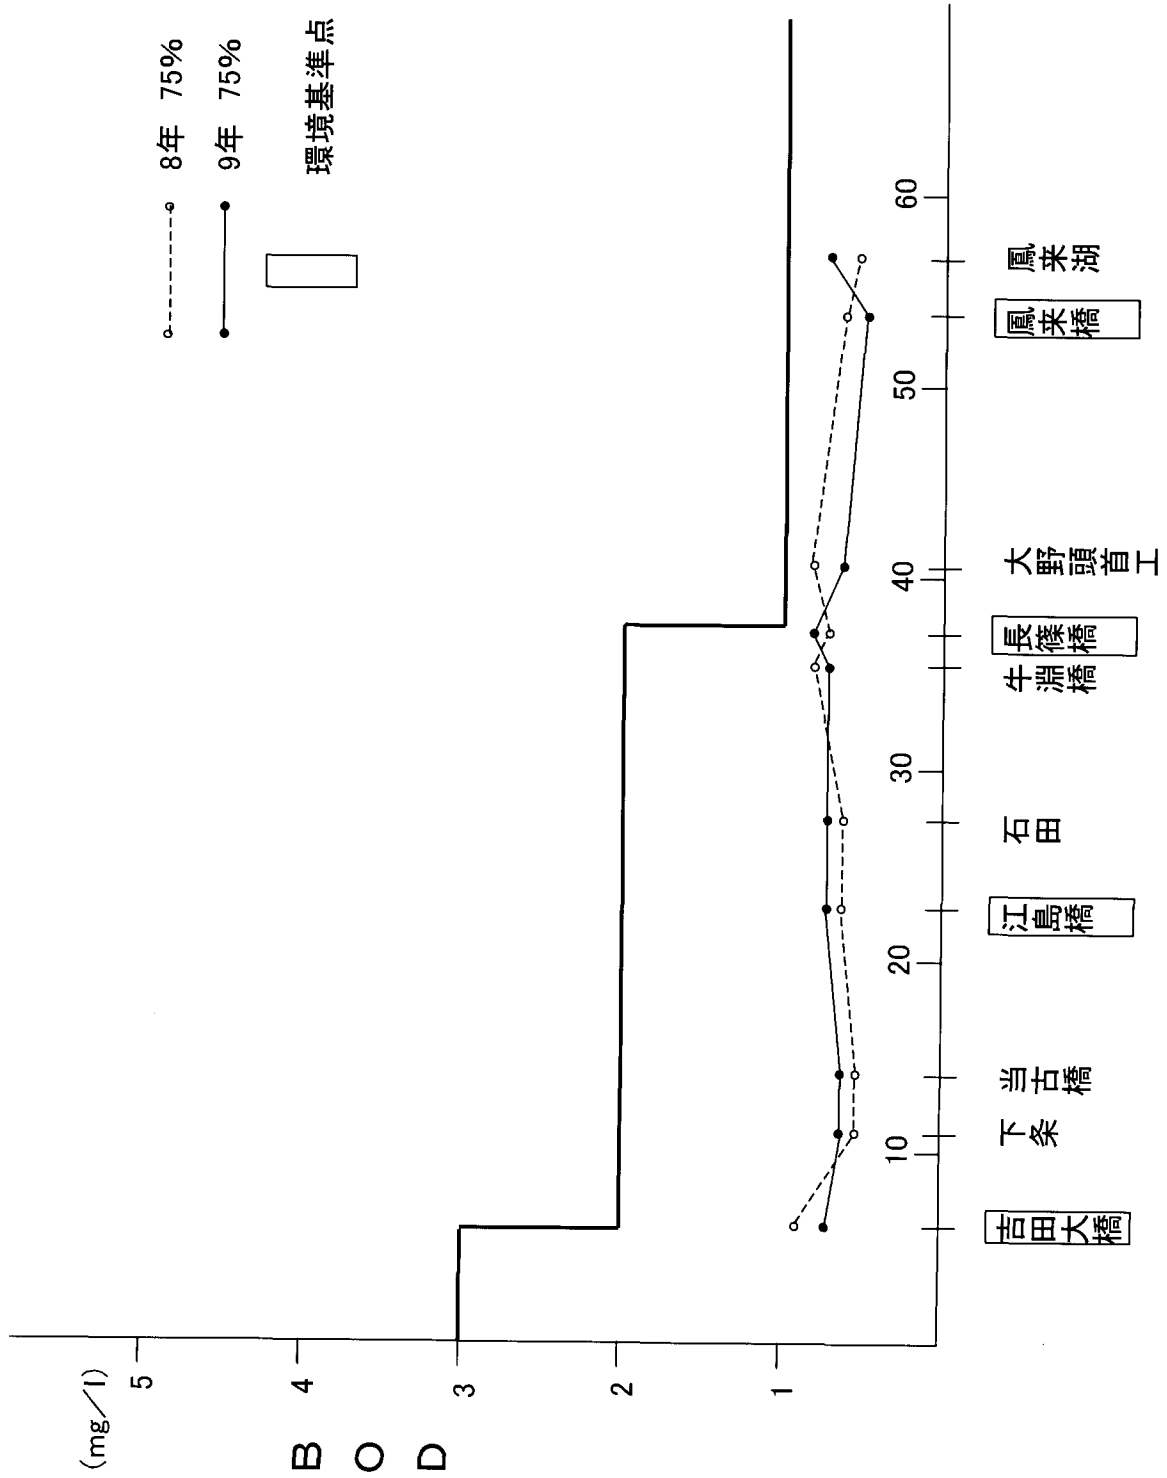 (mg/l)
BOD
5
4
3
2
1
8年 75%
9年 75%
環境基準点
10
20
30
40
50
60
吉田大橋
下条
当古橋
江島橋
石田
牛淵橋
長篠橋
大野頭首工
鳳来橋
鳳来湖